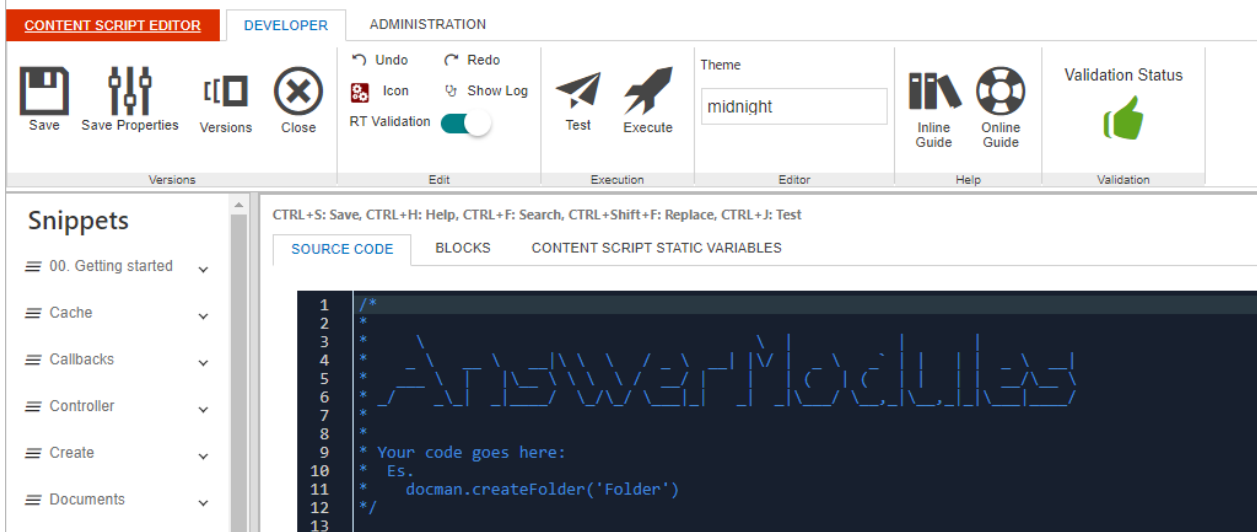 CONTENT SCRIPT EDITOR DEVELOPER ADMINISTRATION
Undo Redo
Icon Show Log
RT Validation
Save Save Properties Versions Close
Test Execute
Theme
midnight
Inline Guide
Online Guide
Validation Status
Versions Edit Execution Editor Help Validation
Snippets
00. Getting started
Cache
Callbacks
Controller
Create
Documents
CTRL+S: Save, CTRL+H: Help, CTRL+F: Search, CTRL+Shift+F: Replace, CTRL+J: Test
SOURCE CODE BLOCKS CONTENT SCRIPT STATIC VARIABLES
1 /*
2 *
3 *
4 *
5 *
6 *
AnswerModules
7 *
8 *
9 * Your code goes here:
10 * Es.
11 * docman.createFolder('Folder')
12 */
13